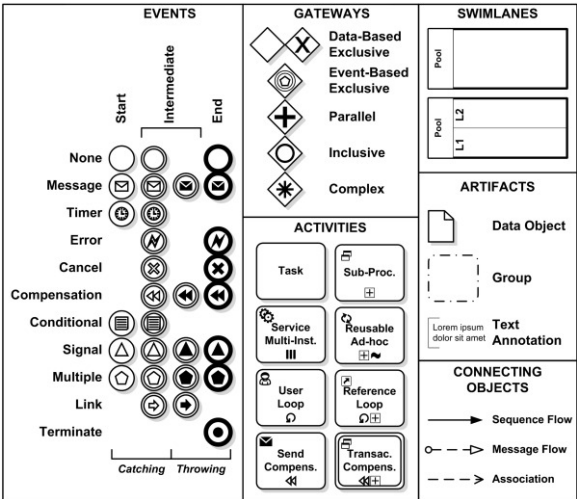 EVENTS
Start
Intermediate
End
None
Message
Timer
Error
Cancel
Compensation
Conditional
Signal
Multiple
Link
Terminate
Catching
Throwing
GATEWAYS
X
Data-Based
Exclusive
Event-Based
Exclusive
Parallel
Inclusive
Complex
ACTIVITIES
Task
Sub-Proc.
Service
Multi-Inst.
Reusable
Ad-hoc
User
Loop
Reference
Loop
Send
Compens.
Transac.
Compens.
SWIMLANES
Pool
Pool
L2
L1
ARTIFACTS
Data Object
Group
Lorem ipsum
dolor sit amet
Text
Annotation
CONNECTING
OBJECTS
Sequence Flow
Message Flow
Association